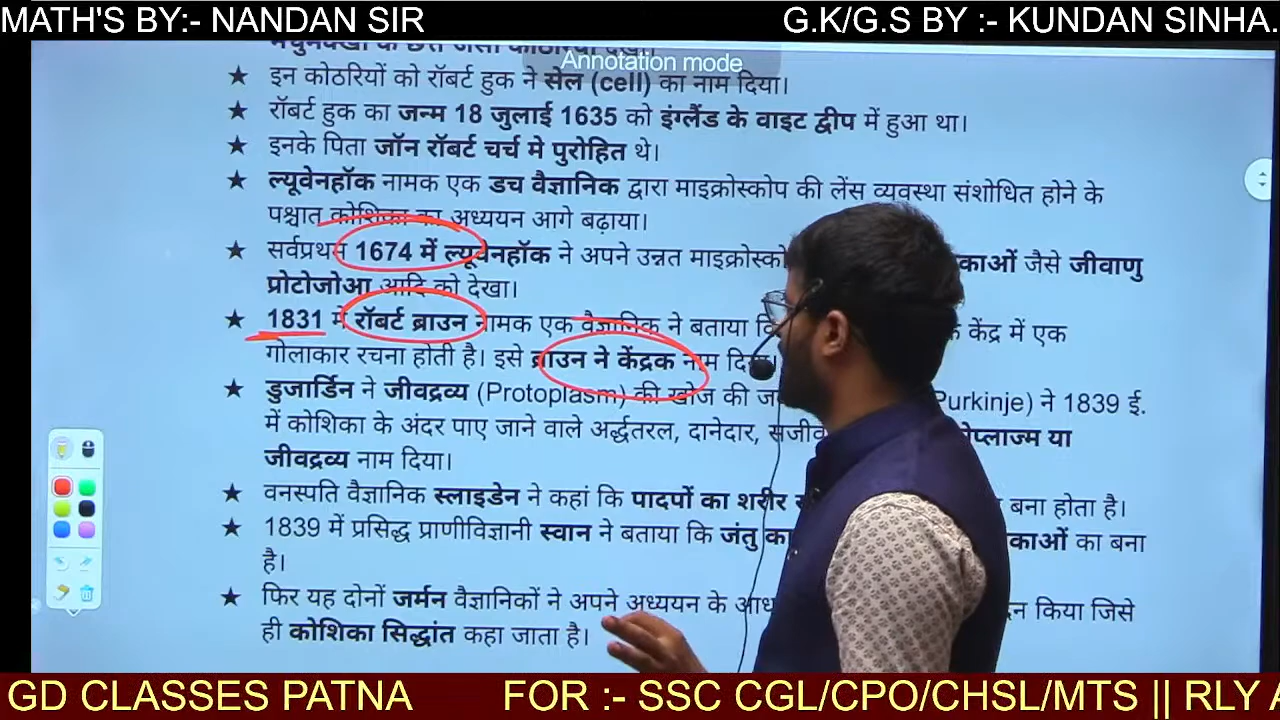 MATH'S BY:- NANDAN SIR
G.K/G.S BY :- KUNDAN SINHA.
Annotation mode
★ इन कोठरियों को रॉबर्ट हुक ने सेल (cell) का नाम दिया।
★ रॉबर्ट हुक का जन्म 18 जुलाई 1635 को इंग्लैंड के वाइट द्वीप में हुआ था।
★ इनके पिता जॉन रॉबर्ट चर्च मे पुरोहित थे।
★ ल्यूवेनहॉक नामक एक डच वैज्ञानिक द्वारा माइक्रोस्कोप की लेंस व्यवस्था संशोधित होने के
पश्चात कोशिका का अध्ययन आगे बढ़ाया।
★ सर्वप्रथम 1674 में ल्यूवेनहॉक ने अपने उन्नत जैसे जीवाणु
प्रोटोजोआ आदि को देखा।
★ 1831 में रॉबर्ट ब्राउन नामक एक वैज्ञानिक ने बताया केंद्र में एक
गोलाकार रचना होती है। इसे ब्राउन ने केंद्रक नाम दिया।
★ डुजार्डिन ने जीवद्रव्य (Protoplasm) की खोज की Purkinje) ने 1839 ई.
में कोशिका के अंदर पाए जाने वाले अर्द्धतरल, दानेदार, या
जीवद्रव्य नाम दिया।
★ वनस्पति वैज्ञानिक स्लाइडेन ने कहां कि पादपों का शरीर बना होता है।
★ 1839 में प्रसिद्ध प्राणीविज्ञानी स्वान ने बताया कि जंतु का बना
है।
★ फिर यह दोनों जर्मन वैज्ञानिकों ने अपने अध्ययन के किया जिसे
ही कोशिका सिद्धांत कहा जाता है।
GD CLASSES PATNA FOR :- SSC CGL/CPO/CHSL/MTS || RLY